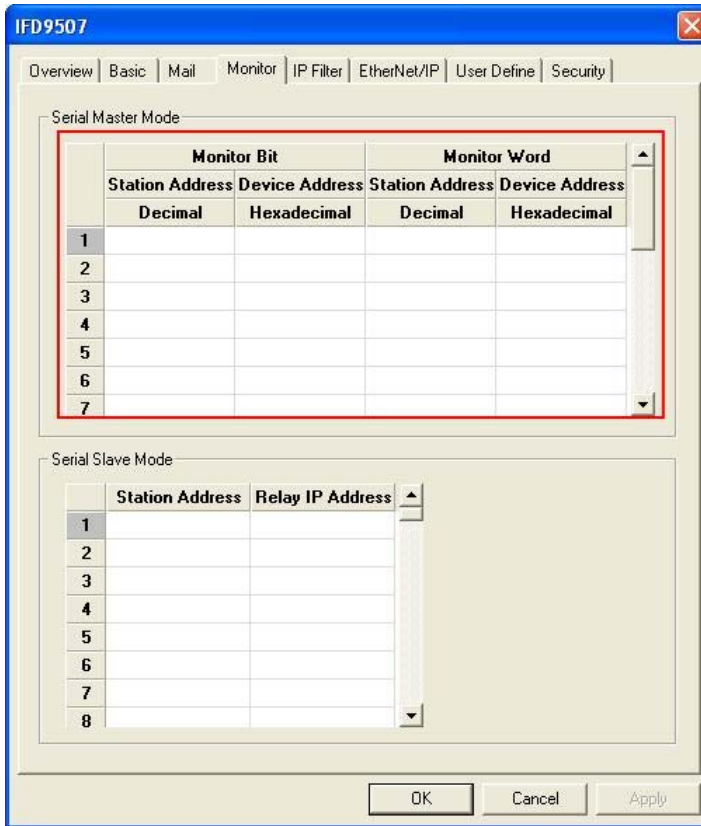 IFD9507
Overview Basic Mail Monitor IP Filter EtherNet/IP User Define Security
Serial Master Mode
Monitor Bit Monitor Word
Station Address Device Address Station Address Device Address
Decimal Hexadecimal Decimal Hexadecimal
1
2
3
4
5
6
7
Serial Slave Mode
Station Address Relay IP Address
1
2
3
4
5
6
7
8
OK Cancel Apply